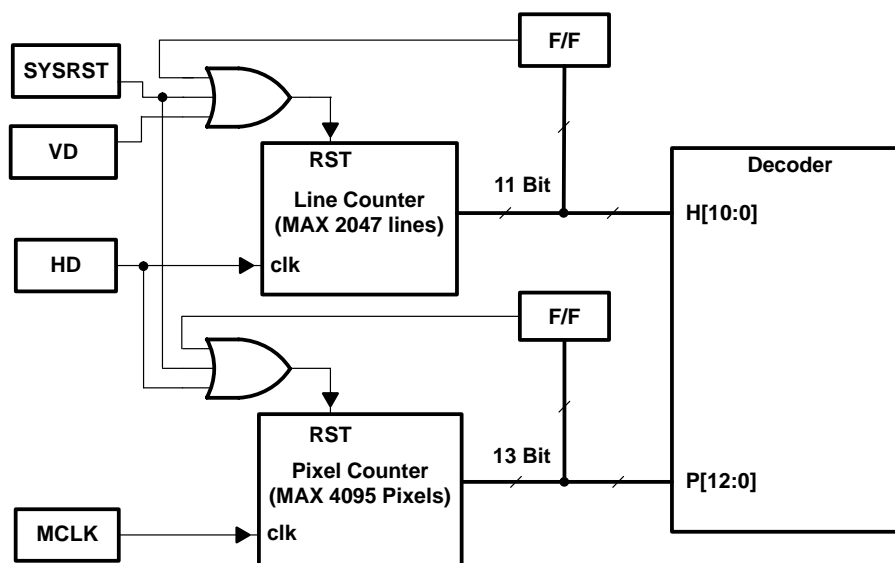 F/F
SYSRST
VD
RST
Line Counter
(MAX 2047 lines)
11 Bit
Decoder
H[10:0]
HD
clk
F/F
RST
Pixel Counter
(MAX 4095 Pixels)
13 Bit
P[12:0]
MCLK
clk